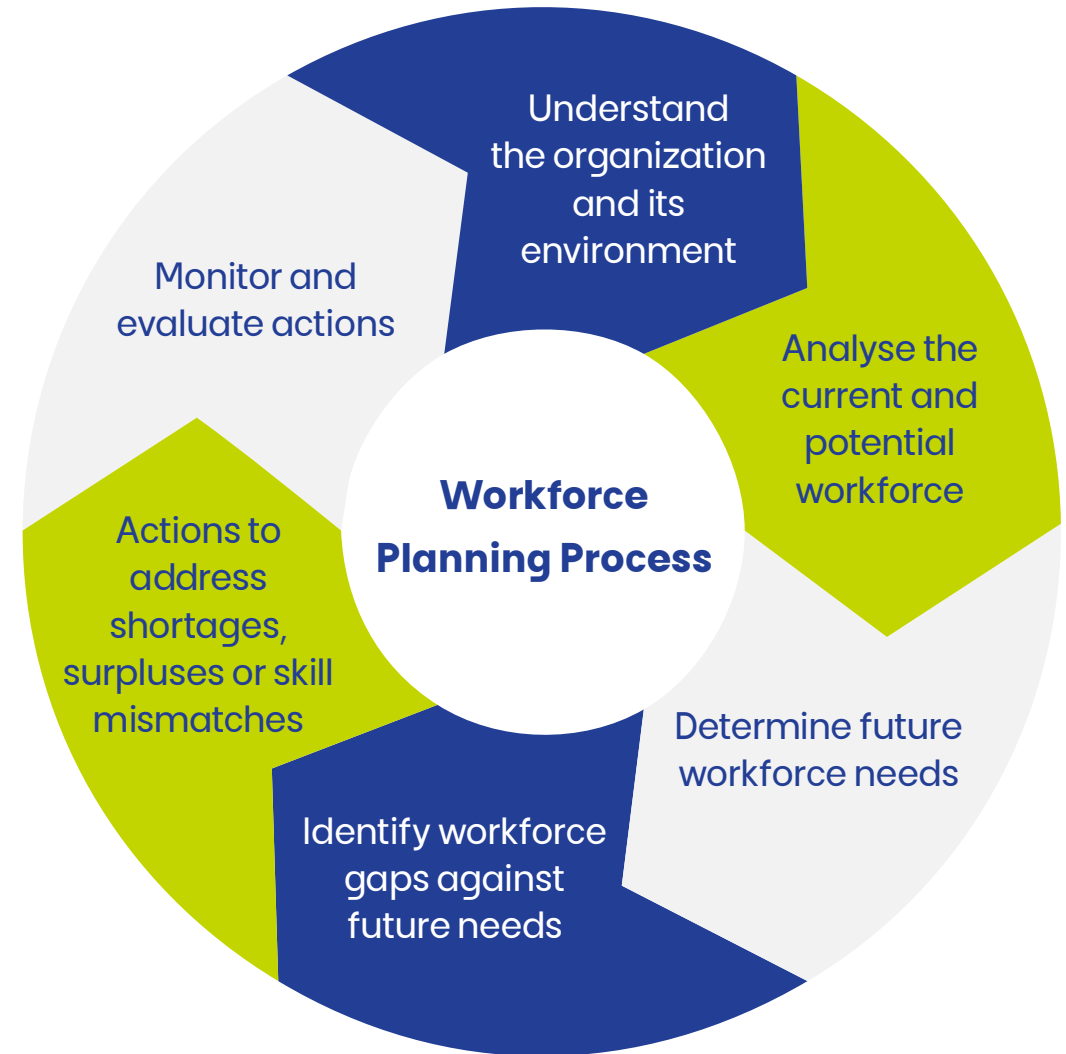 Understand
the organization
and its
environment
Analyse the
current and
potential
workforce
Determine future
workforce needs
Identify workforce
gaps against
future needs
Actions to
address
shortages,
surpluses or skill
mismatches
Monitor and
evaluate actions
Workforce
Planning Process